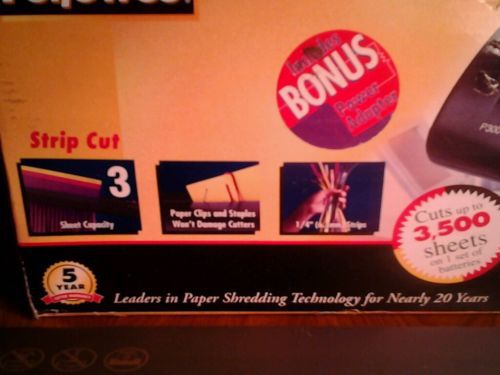 Includes
BONUS
Power
Adapter
Strip Cut
3
Sheet Capacity
Paper Clips and Staples
Won't Damage Cutters
1/4" Strips
Cuts up to
3,500
sheets
on 1 set of
batteries
5
YEAR
Leaders in Paper Shredding Technology for Nearly 20 Years